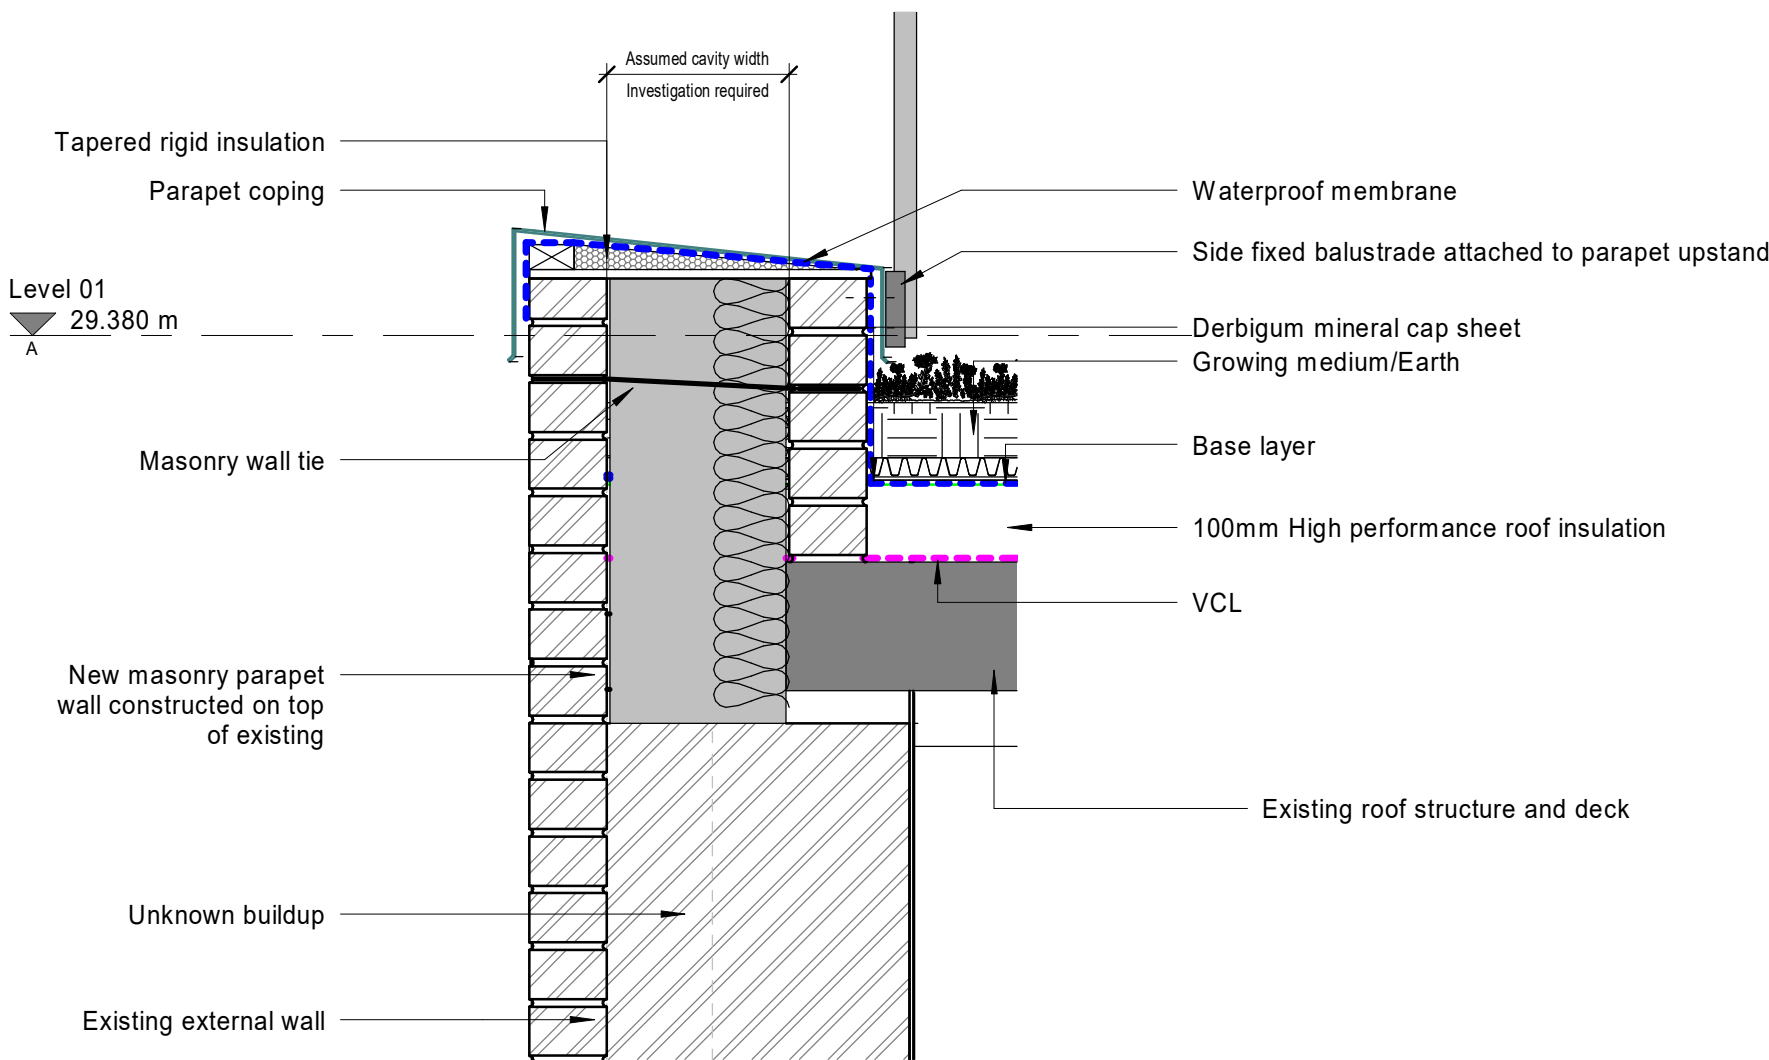 Assumed cavity width
Investigation required
Tapered rigid insulation
Parapet coping
Level 01
29.380 m
A
Masonry wall tie
New masonry parapet
wall constructed on top
of existing
Unknown buildup
Existing external wall
Waterproof membrane
Side fixed balustrade attached to parapet upstand
Derbigum mineral cap sheet
Growing medium/Earth
Base layer
100mm High performance roof insulation
VCL
Existing roof structure and deck